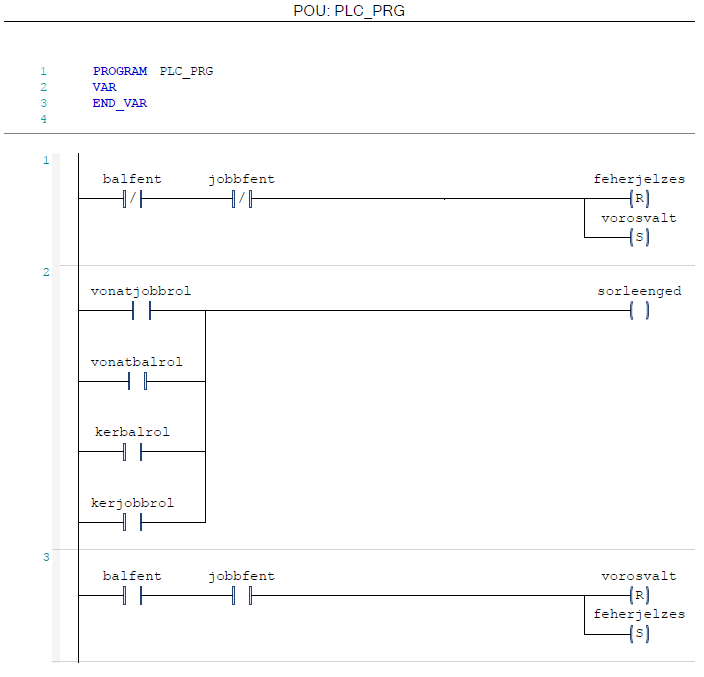 POU: PLC_PRG
1 PROGRAM PLC_PRG
2 VAR
3 END_VAR
4
1
balfent jobbfent feherjelzes
/ / R
vorosvalt
S
2
vonatjobbrol sorleenged
vonatbalrol
kerbalrol
kerjobbrol
3
balfent jobbfent vorosvalt
R
feherjelzes
S